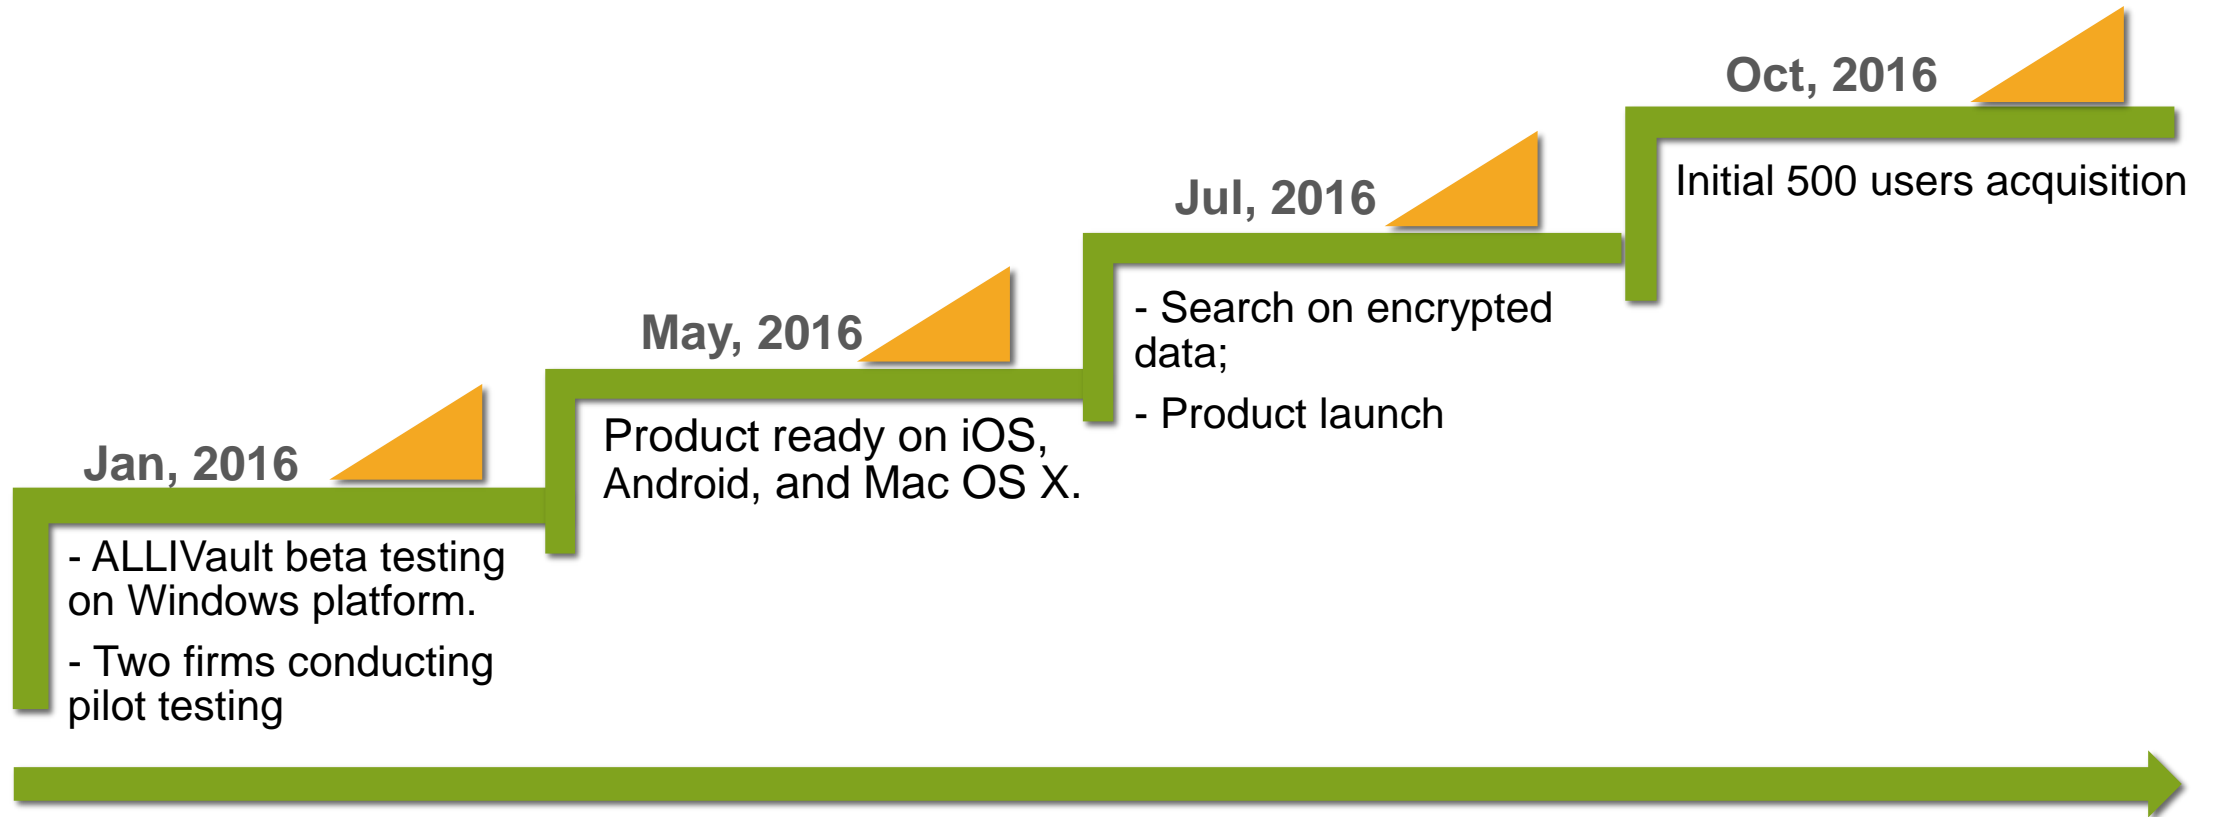 Jan, 2016
- ALLIVault beta testing
on Windows platform.
- Two firms conducting
pilot testing
May, 2016
Product ready on iOS,
Android, and Mac OS X.
Jul, 2016
- Search on encrypted
data;
- Product launch
Oct, 2016
Initial 500 users acquisition